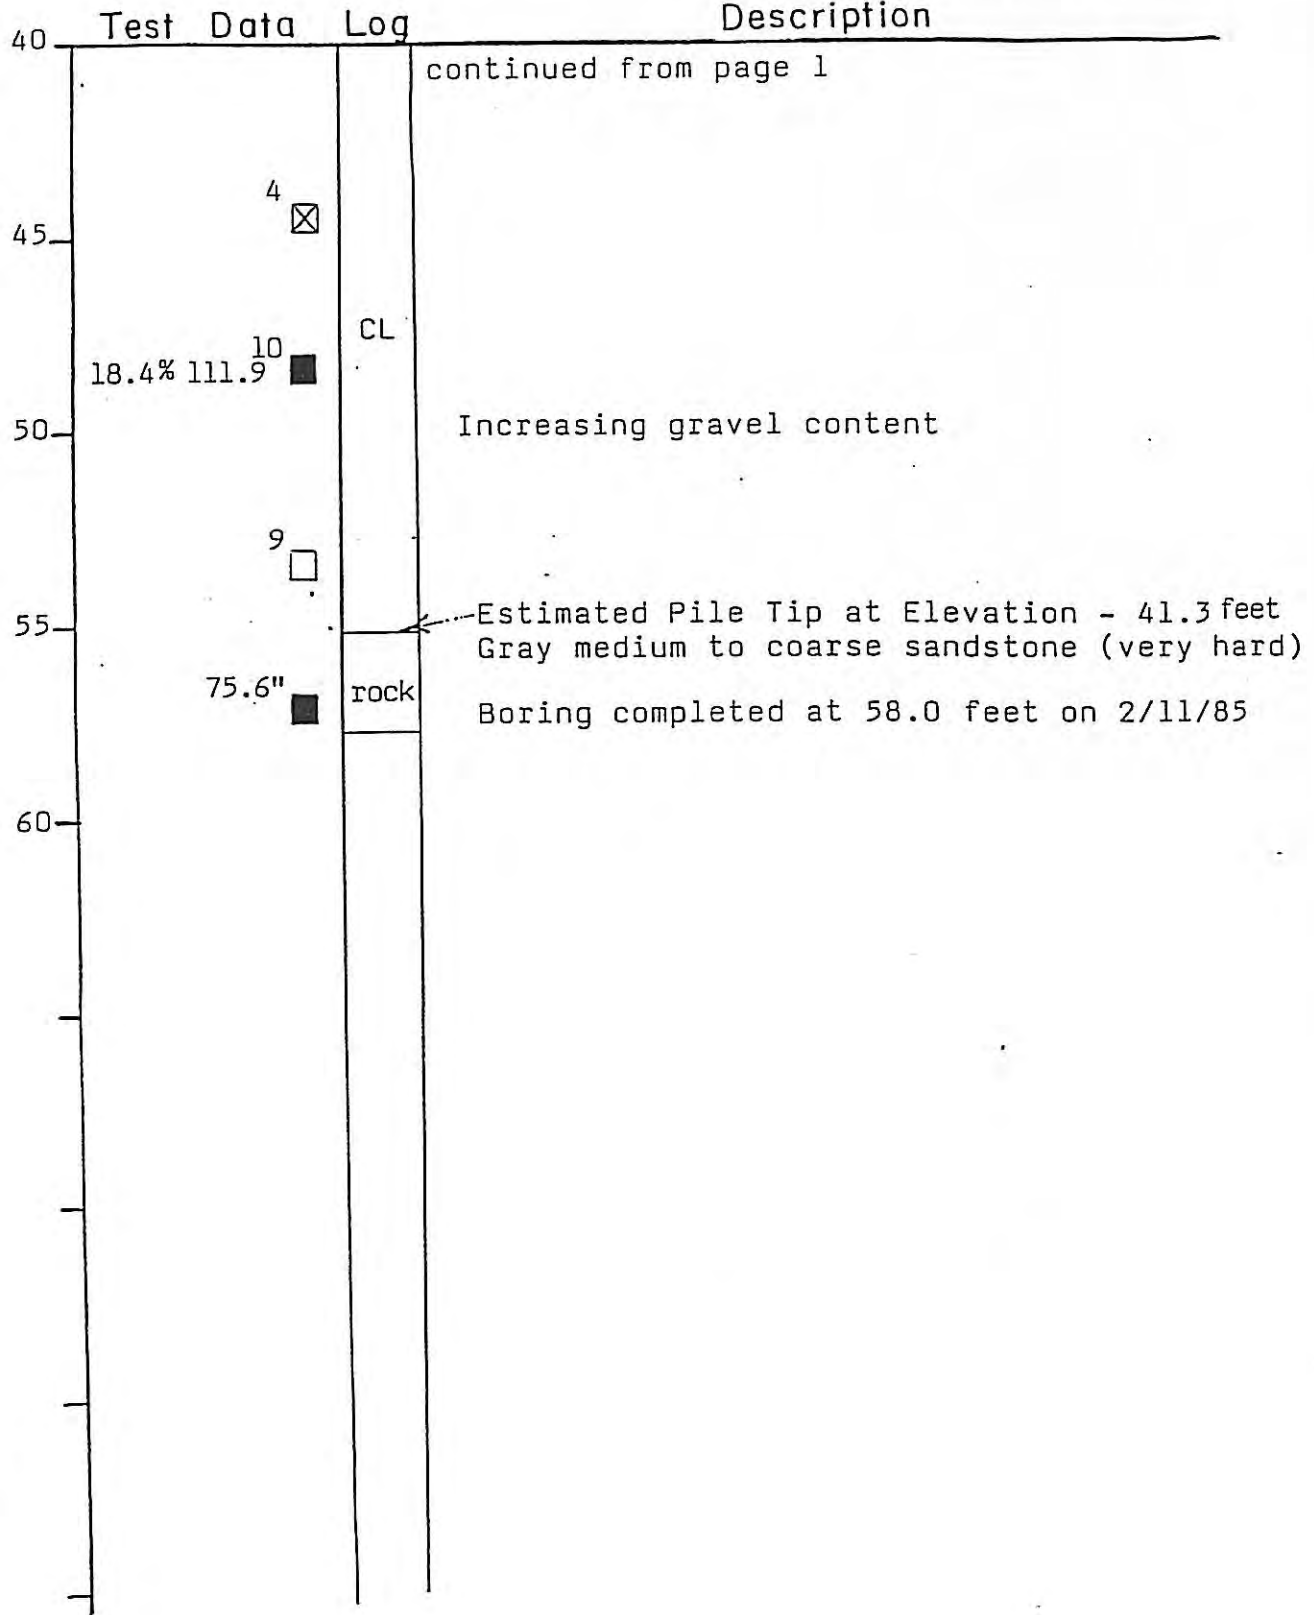 Test Data Log Description
40
continued from page 1
4
45
CL
10
18.4% 111.9
Increasing gravel content
50
9
Estimated Pile Tip at Elevation - 41.3 feet
55
Gray medium to coarse sandstone (very hard)
75.6"
rock
Boring completed at 58.0 feet on 2/11/85
60